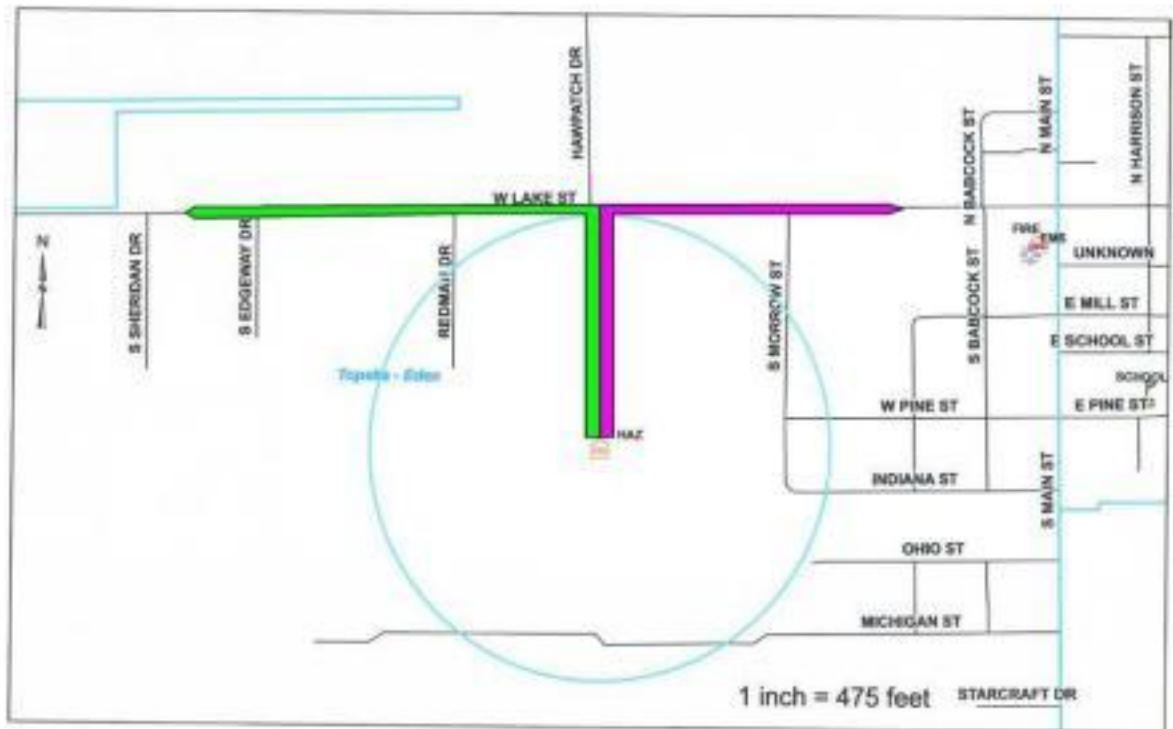 HAWPATCH DR
N MAIN ST
N BABCOCK ST
N HARRISON ST
W LAKE ST
N
S SHERIDAN DR
S EDGEWAY DR
REDMAN DR
S MORROW ST
S BABCOCK ST
FIRE
EMS
UNKNOWN
E MILL ST
E SCHOOL ST
Topeka - Eden
SCHOOL
W PINE ST
E PINE ST
HAZ
INDIANA ST
S MAIN ST
OHIO ST
MICHIGAN ST
1 inch = 475 feet
STARCRAFT DR